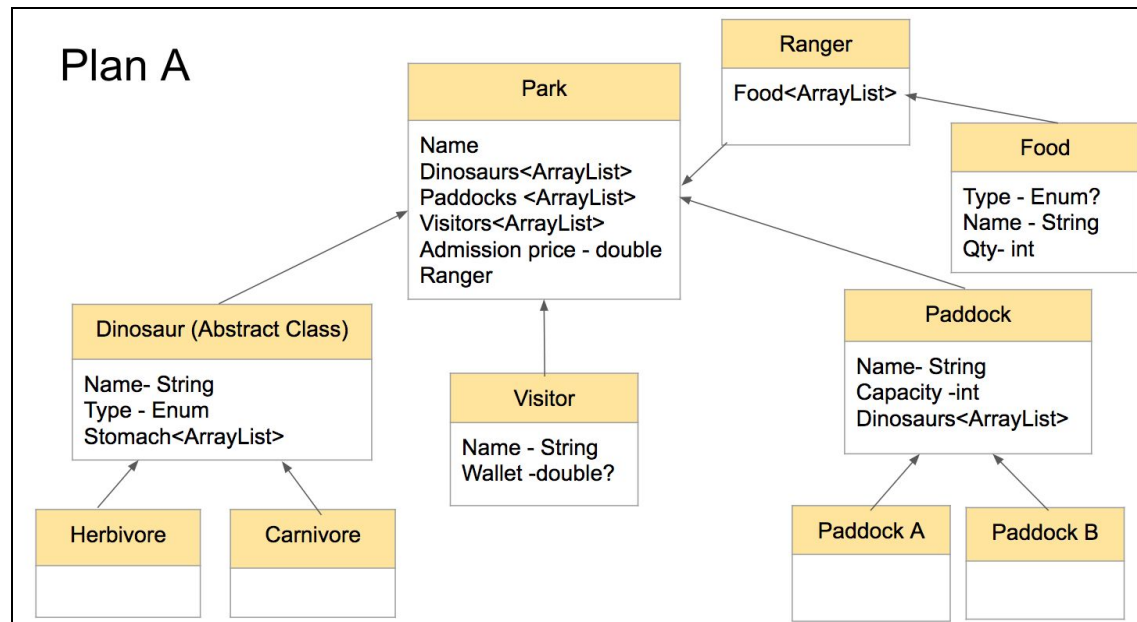 Plan A
Park
Name
Dinosaurs<ArrayList>
Paddocks <ArrayList>
Visitors<ArrayList>
Admission price - double
Ranger
Ranger
Food<ArrayList>
Food
Type - Enum?
Name - String
Qty- int
Dinosaur (Abstract Class)
Name- String
Type - Enum
Stomach<ArrayList>
Visitor
Name - String
Wallet -double?
Paddock
Name- String
Capacity -int
Dinosaurs<ArrayList>
Herbivore
Carnivore
Paddock A
Paddock B